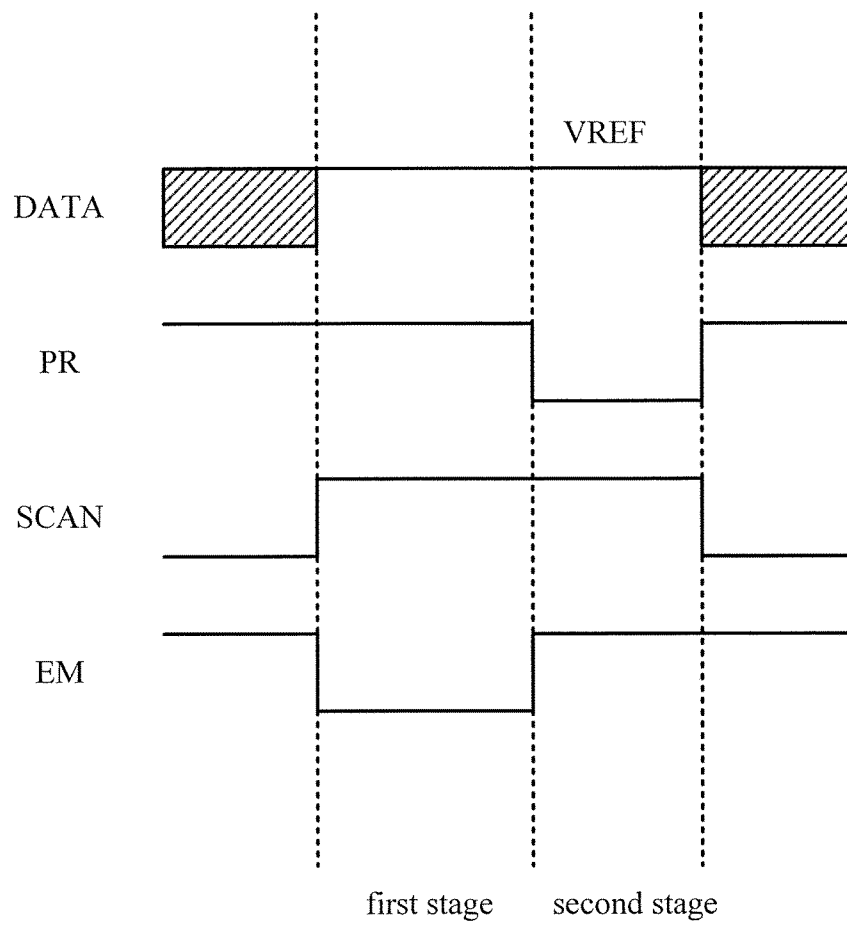 VREF
DATA
PR
SCAN
EM
first stage second stage